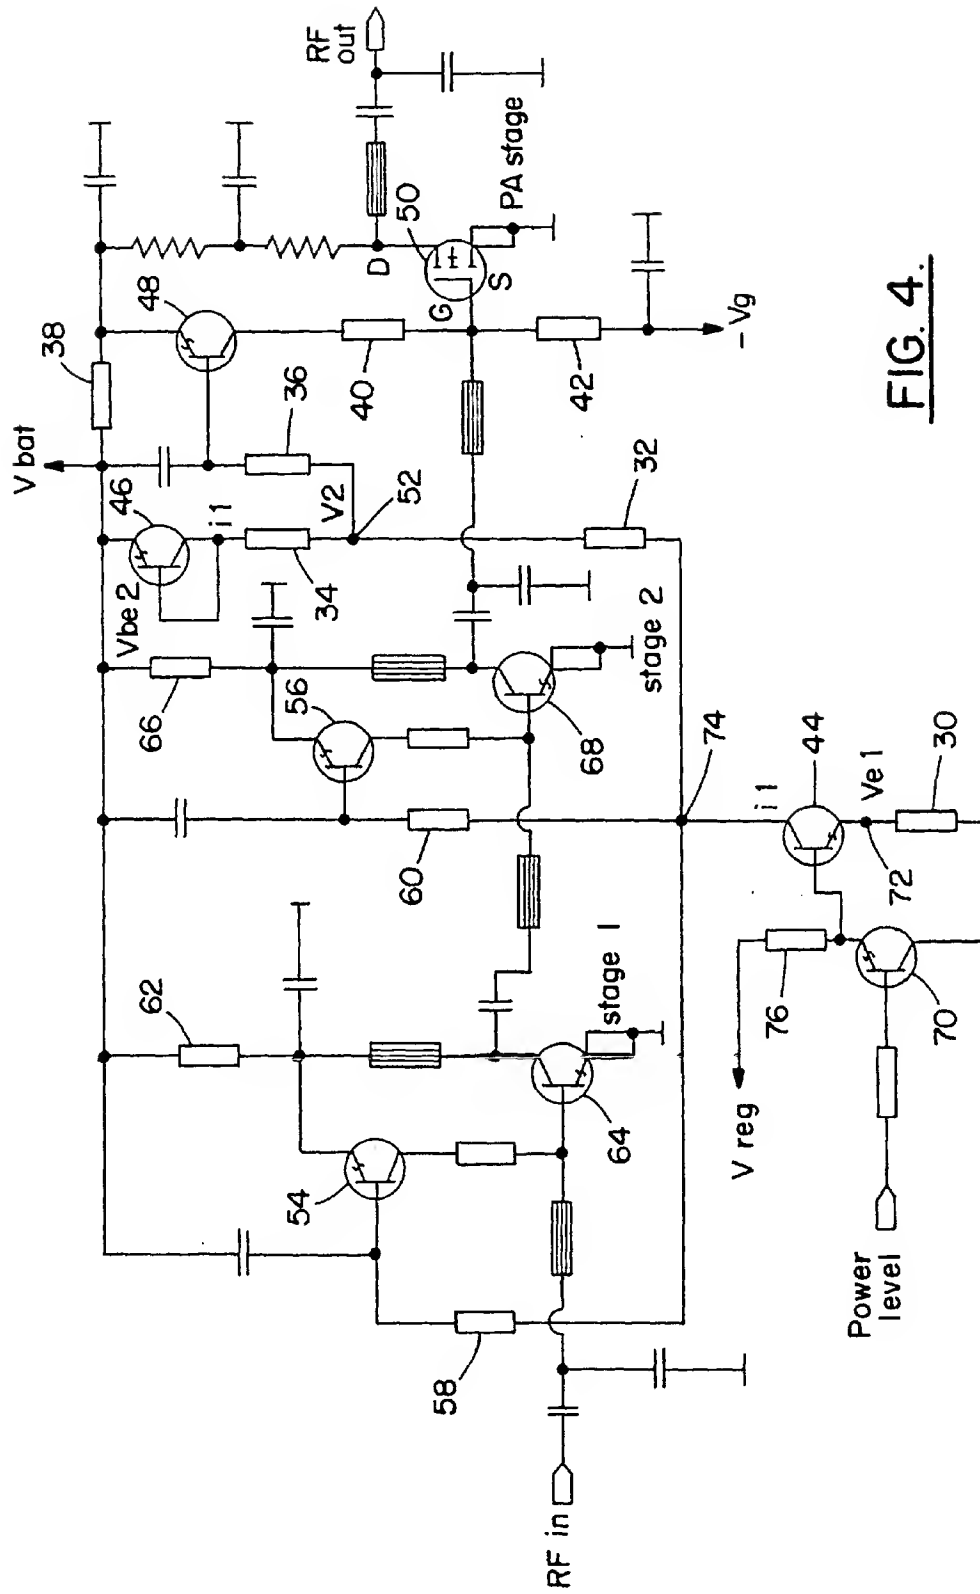 RF
out
50
PA stage
D
G
S
48
38
40
42
-Vg
V bat
36
46
i1
V2
52
34
32
Vbe 2
66
56
68
stage 2
60
74
44
i1
Ve1
72
30
62
54
64
stage 1
58
76
70
V reg
Power
level
RF in
FIG. 4.